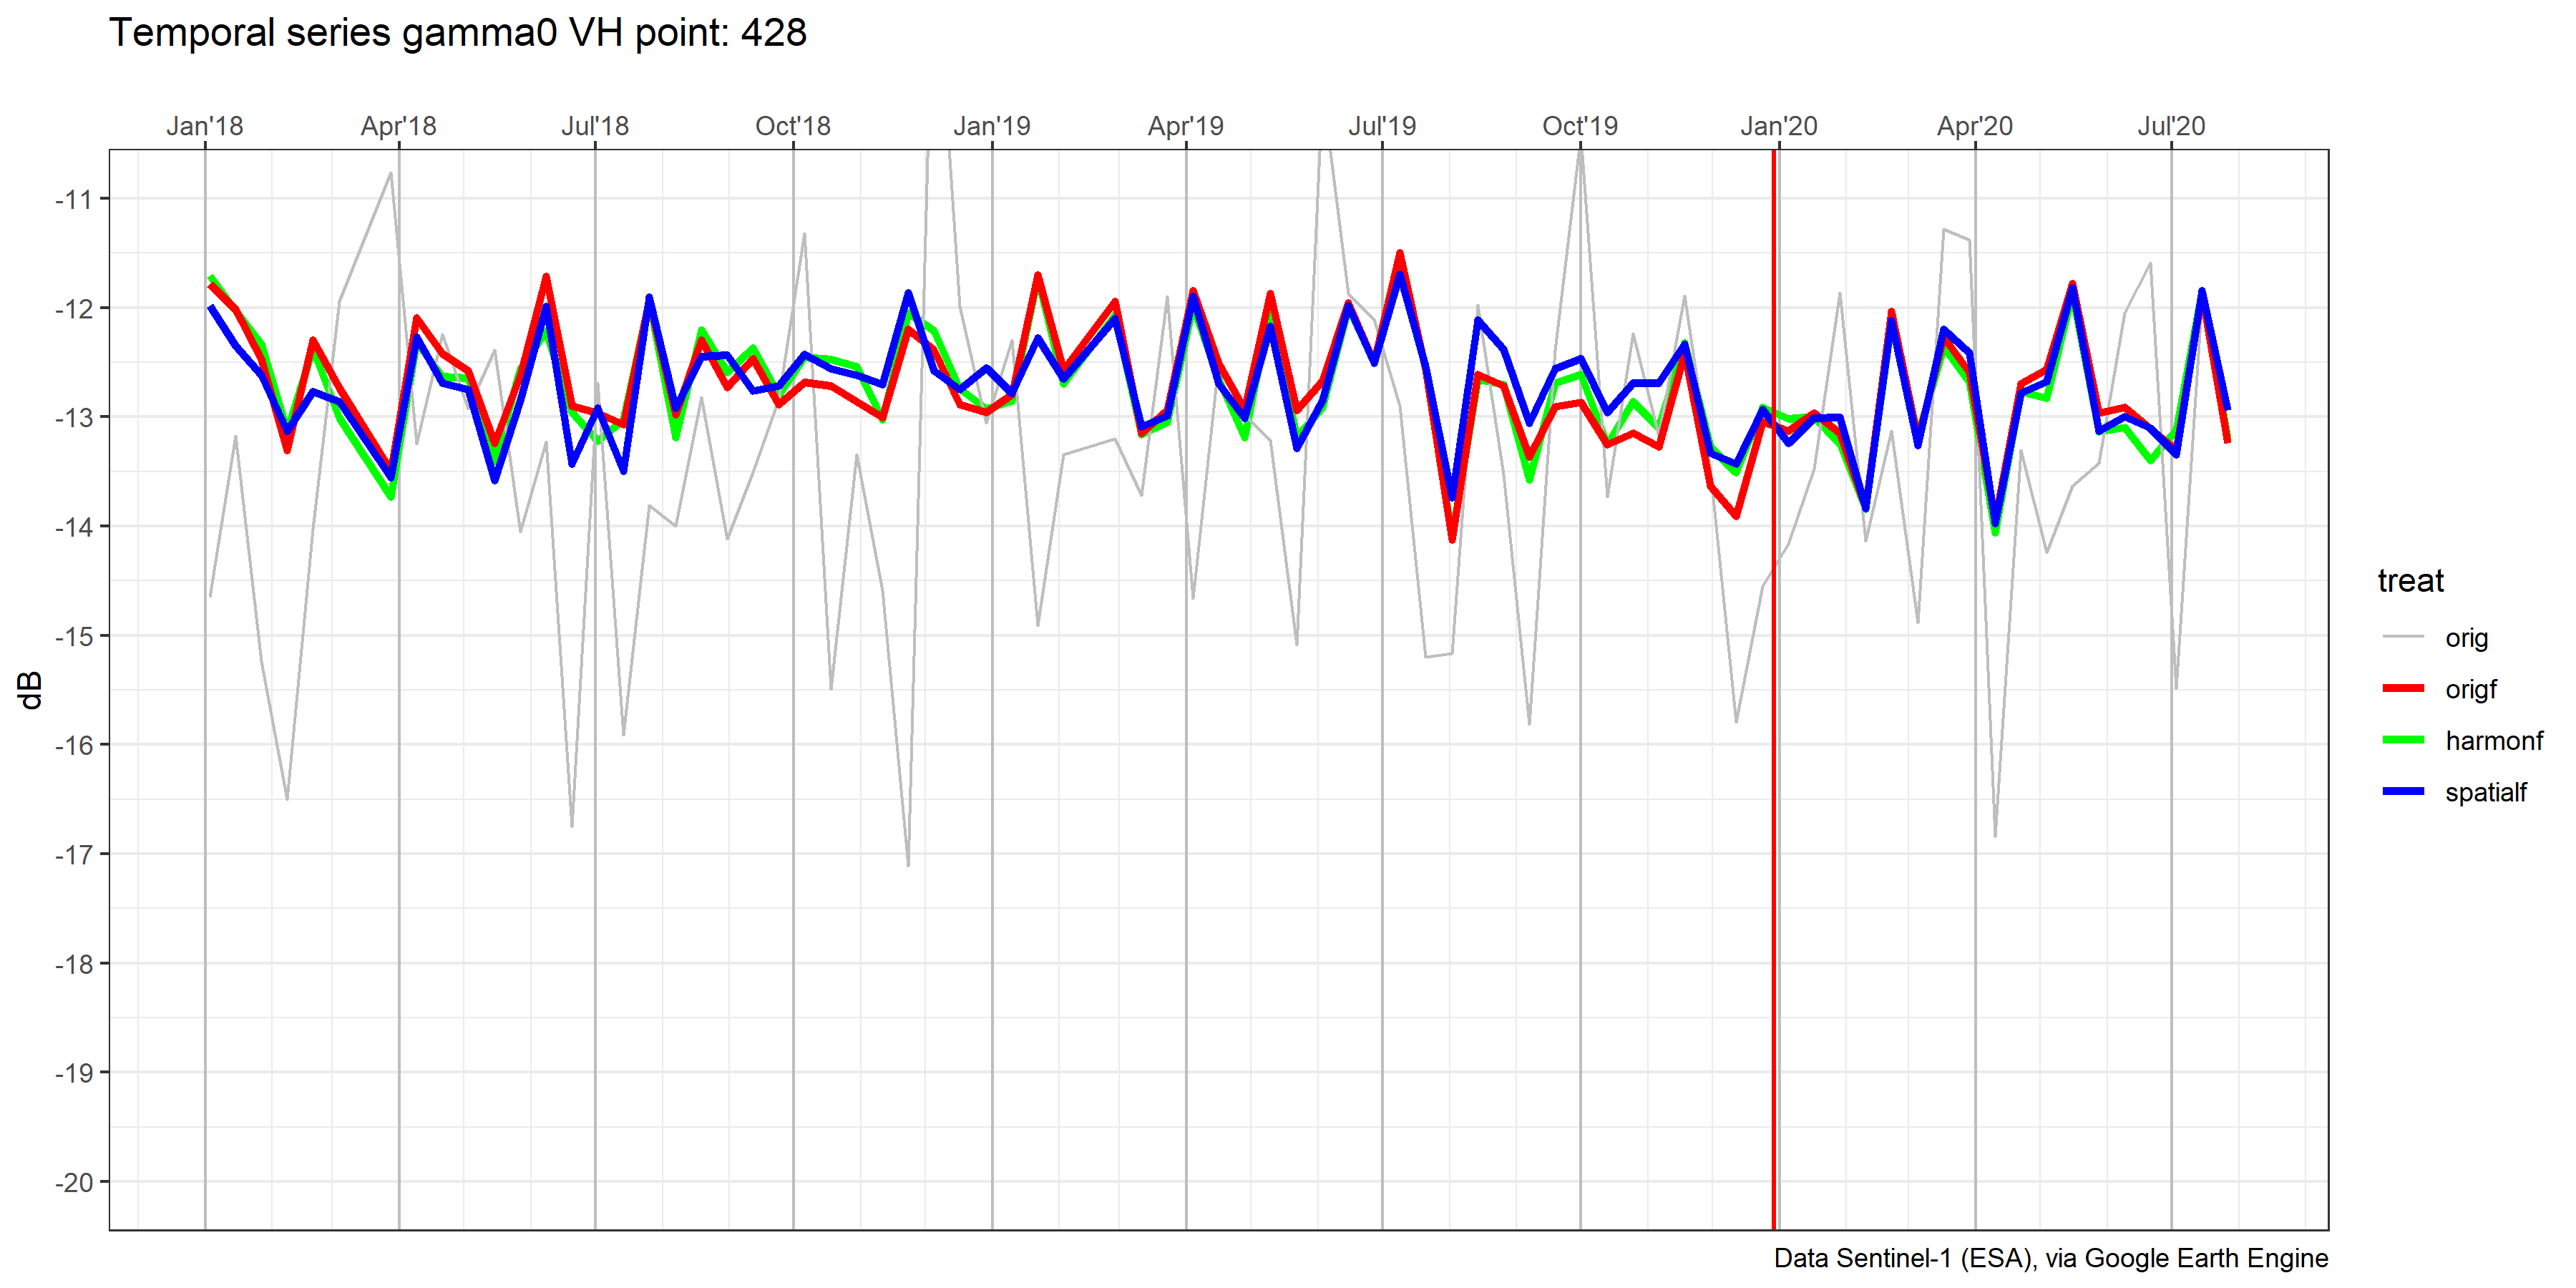 Temporal series gamma0 VH point: 428
Jan'18 Apr'18 Jul'18 Oct'18 Jan'19 Apr'19 Jul'19 Oct'19 Jan'20 Apr'20 Jul'20
-11
-12
-13
-14
-15
-16
-17
-18
-19
-20
dB
treat
orig
origf
harmonf
spatialf
Data Sentinel-1 (ESA), via Google Earth Engine